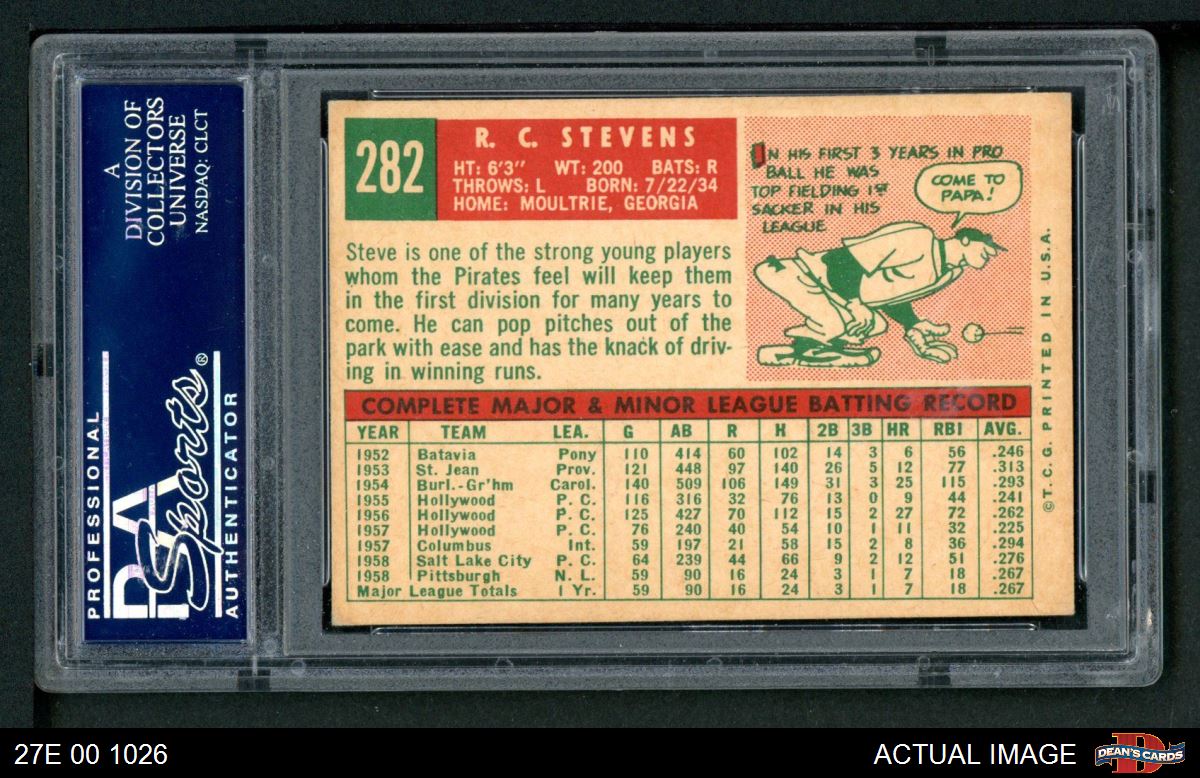 A
DIVISION OF
COLLECTORS
UNIVERSE
NASDAQ: CLCT
PROFESSIONAL
PSA
Sports®
AUTHENTICATOR
282
R. C. STEVENS
HT: 6'3" WT: 200 BATS: R
THROWS: L BORN: 7/22/34
HOME: MOULTRIE, GEORGIA
Steve is one of the strong young players
whom the Pirates feel will keep them
in the first division for many years to
come. He can pop pitches out of the
park with ease and has the knack of driv-
ing in winning runs.
IN HIS FIRST 3 YEARS IN PRO
BALL HE WAS
TOP FIELDING 1ST
SACKER IN HIS
LEAGUE
COME TO
PAPA!
COMPLETE MAJOR & MINOR LEAGUE BATTING RECORD
YEAR TEAM LEA. G AB R H 2B 3B HR RBI AVG.
1952 Batavia Pony 110 414 60 102 14 3 6 56 .246
1953 St. Jean Prov. 121 448 97 140 26 5 12 77 .313
1954 Burl.-Gr'hm Carol. 140 509 106 149 31 3 25 115 .293
1955 Hollywood P. C. 116 316 32 76 13 0 9 44 .241
1956 Hollywood P. C. 125 427 70 112 15 2 27 72 .262
1957 Hollywood P. C. 76 240 40 54 10 1 11 32 .225
1957 Columbus Int. 59 197 21 58 15 2 8 36 .294
1958 Salt Lake City P. C. 64 239 44 66 9 2 12 51 .276
1958 Pittsburgh N. L. 59 90 16 24 3 1 7 18 .267
Major League Totals 1 Yr. 59 90 16 24 3 1 7 18 .267
©T.C.G. PRINTED IN U.S.A.
27E 00 1026
ACTUAL IMAGE
D
DEAN'S CARDS